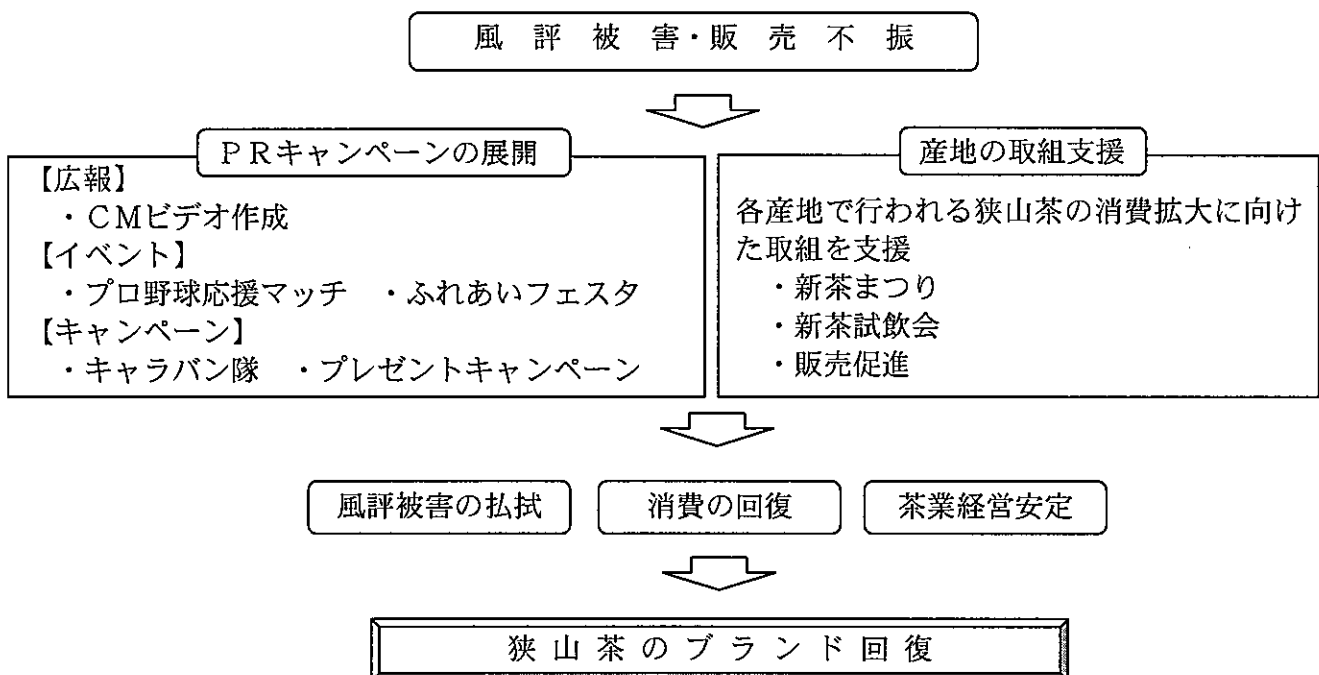 風評被害・販売不振
PRキャンペーンの展開
【広報】
・CMビデオ作成
【イベント】
・プロ野球応援マッチ ・ふれあいフェスタ
【キャンペーン】
・キャラバン隊 ・プレゼントキャンペーン
産地の取組支援
各産地で行われる狭山茶の消費拡大に向け
た取組を支援
・新茶まつり
・新茶試飲会
・販売促進
風評被害の払拭
消費の回復
茶業経営安定
狭山茶のブランド回復